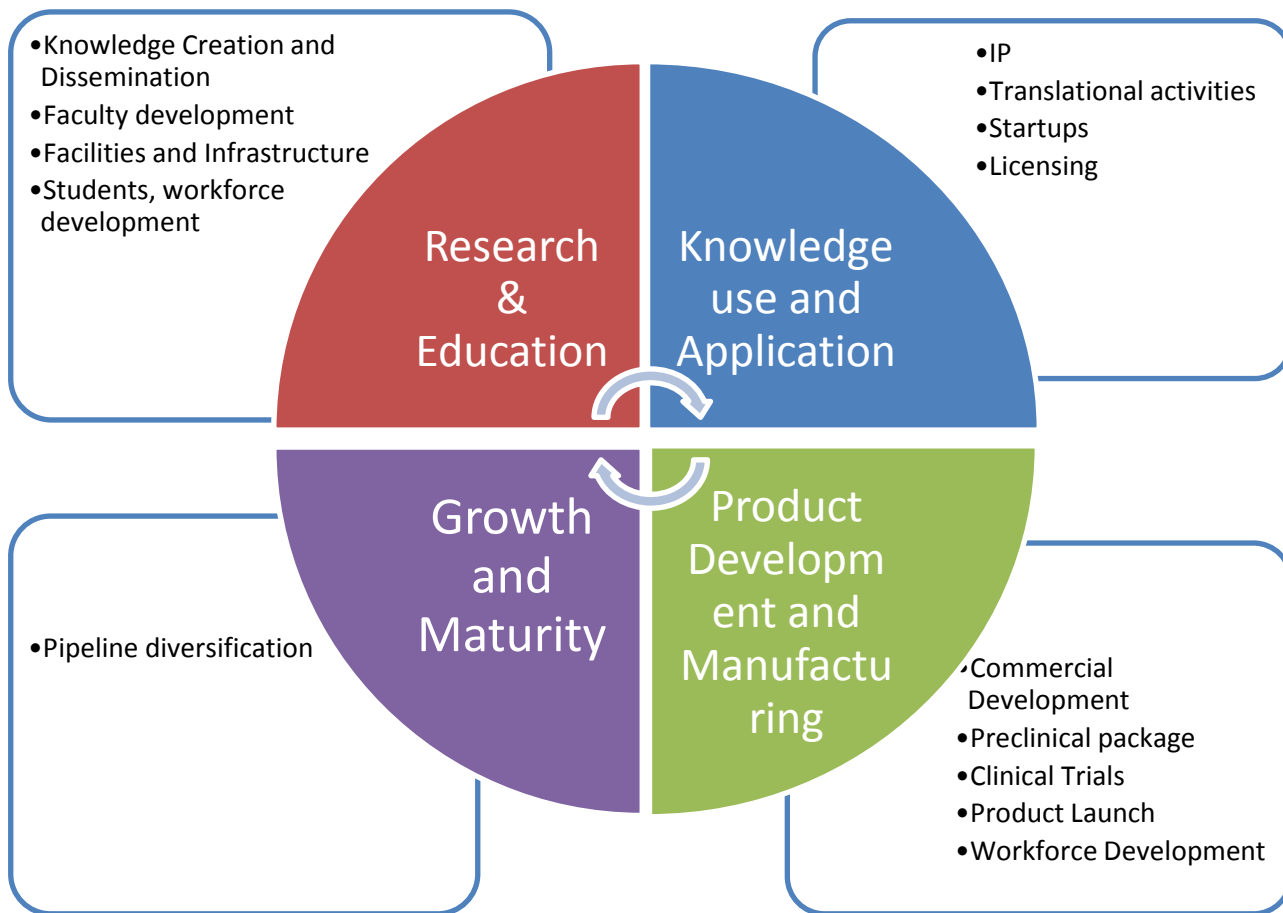 •Knowledge Creation and
Dissemination
•Faculty development
•Facilities and Infrastructure
•Students, workforce
development
•IP
•Translational activities
•Startups
•Licensing
Research
&
Education
Knowledge
use and
Application
Growth
and
Maturity
Product
Developm
ent and
Manufactu
ring
•Pipeline diversification
•Commercial
Development
•Preclinical package
•Clinical Trials
•Product Launch
•Workforce Development